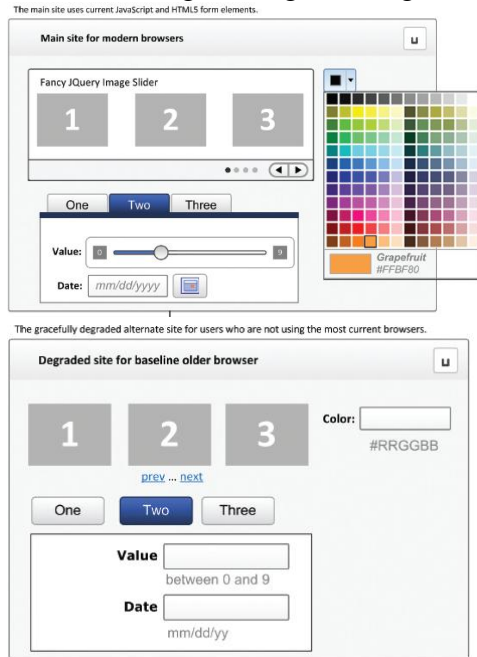 The main site uses current JavaScript and HTML5 form elements.
Main site for modern browsers
u
Fancy JQuery Image Slider
1 2 3
One Two Three
Value: 0 9
Date: mm/dd/yyyy
Grapefruit
#FFBF80
The gracefully degraded alternate site for users who are not using the most current browsers.
Degraded site for baseline older browser
u
1 2 3
Color:
#RRGGBB
prev ... next
One Two Three
Value
between 0 and 9
Date
mm/dd/yy